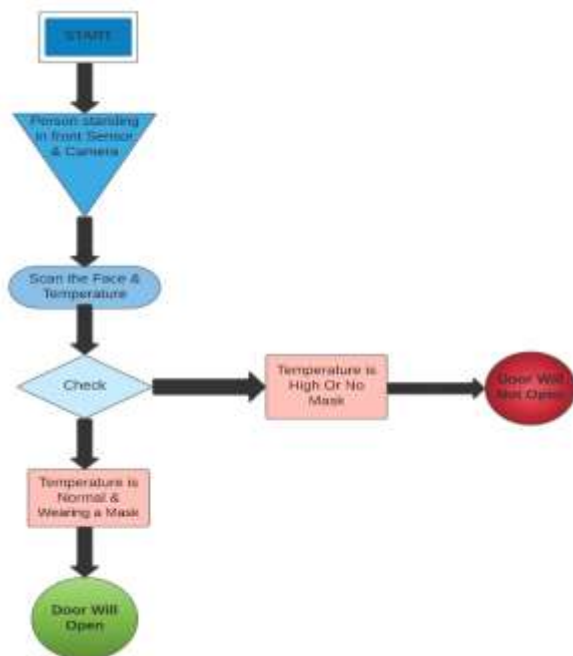 START
Person standing
in front Sensor
& Camera
Scan the Face &
Temperature
Check
Temperature is
High Or No
Mask
Door Will
Not Open
Temperature is
Normal &
Wearing a Mask
Door Will
Open